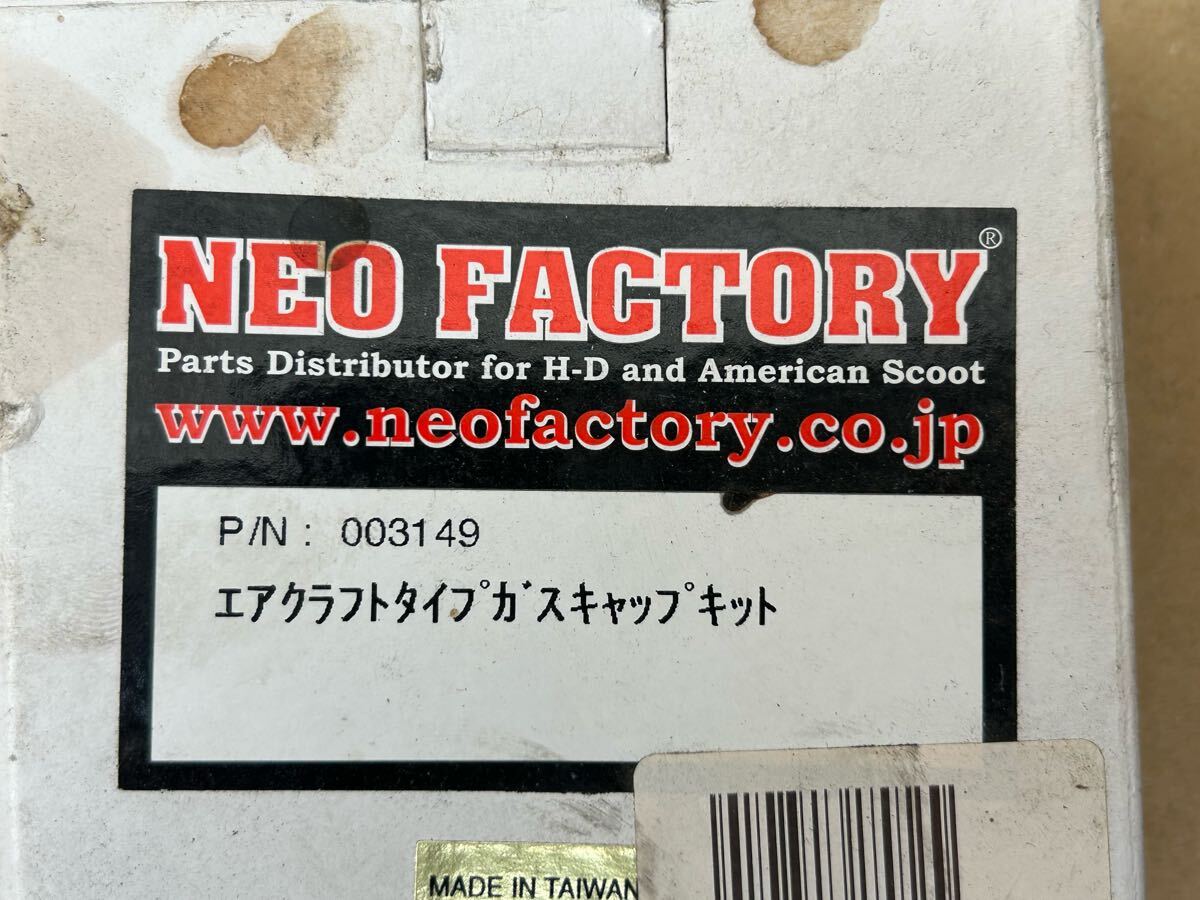 NEO FACTORY®
Parts Distributor for H-D and American Scoot
www.neofactory.co.jp
P/N : 003149
ｴｱｸﾗﾌﾄﾀｲﾌﾟｶﾞｽｷｬｯﾌﾟｷｯﾄ
MADE IN TAIWAN